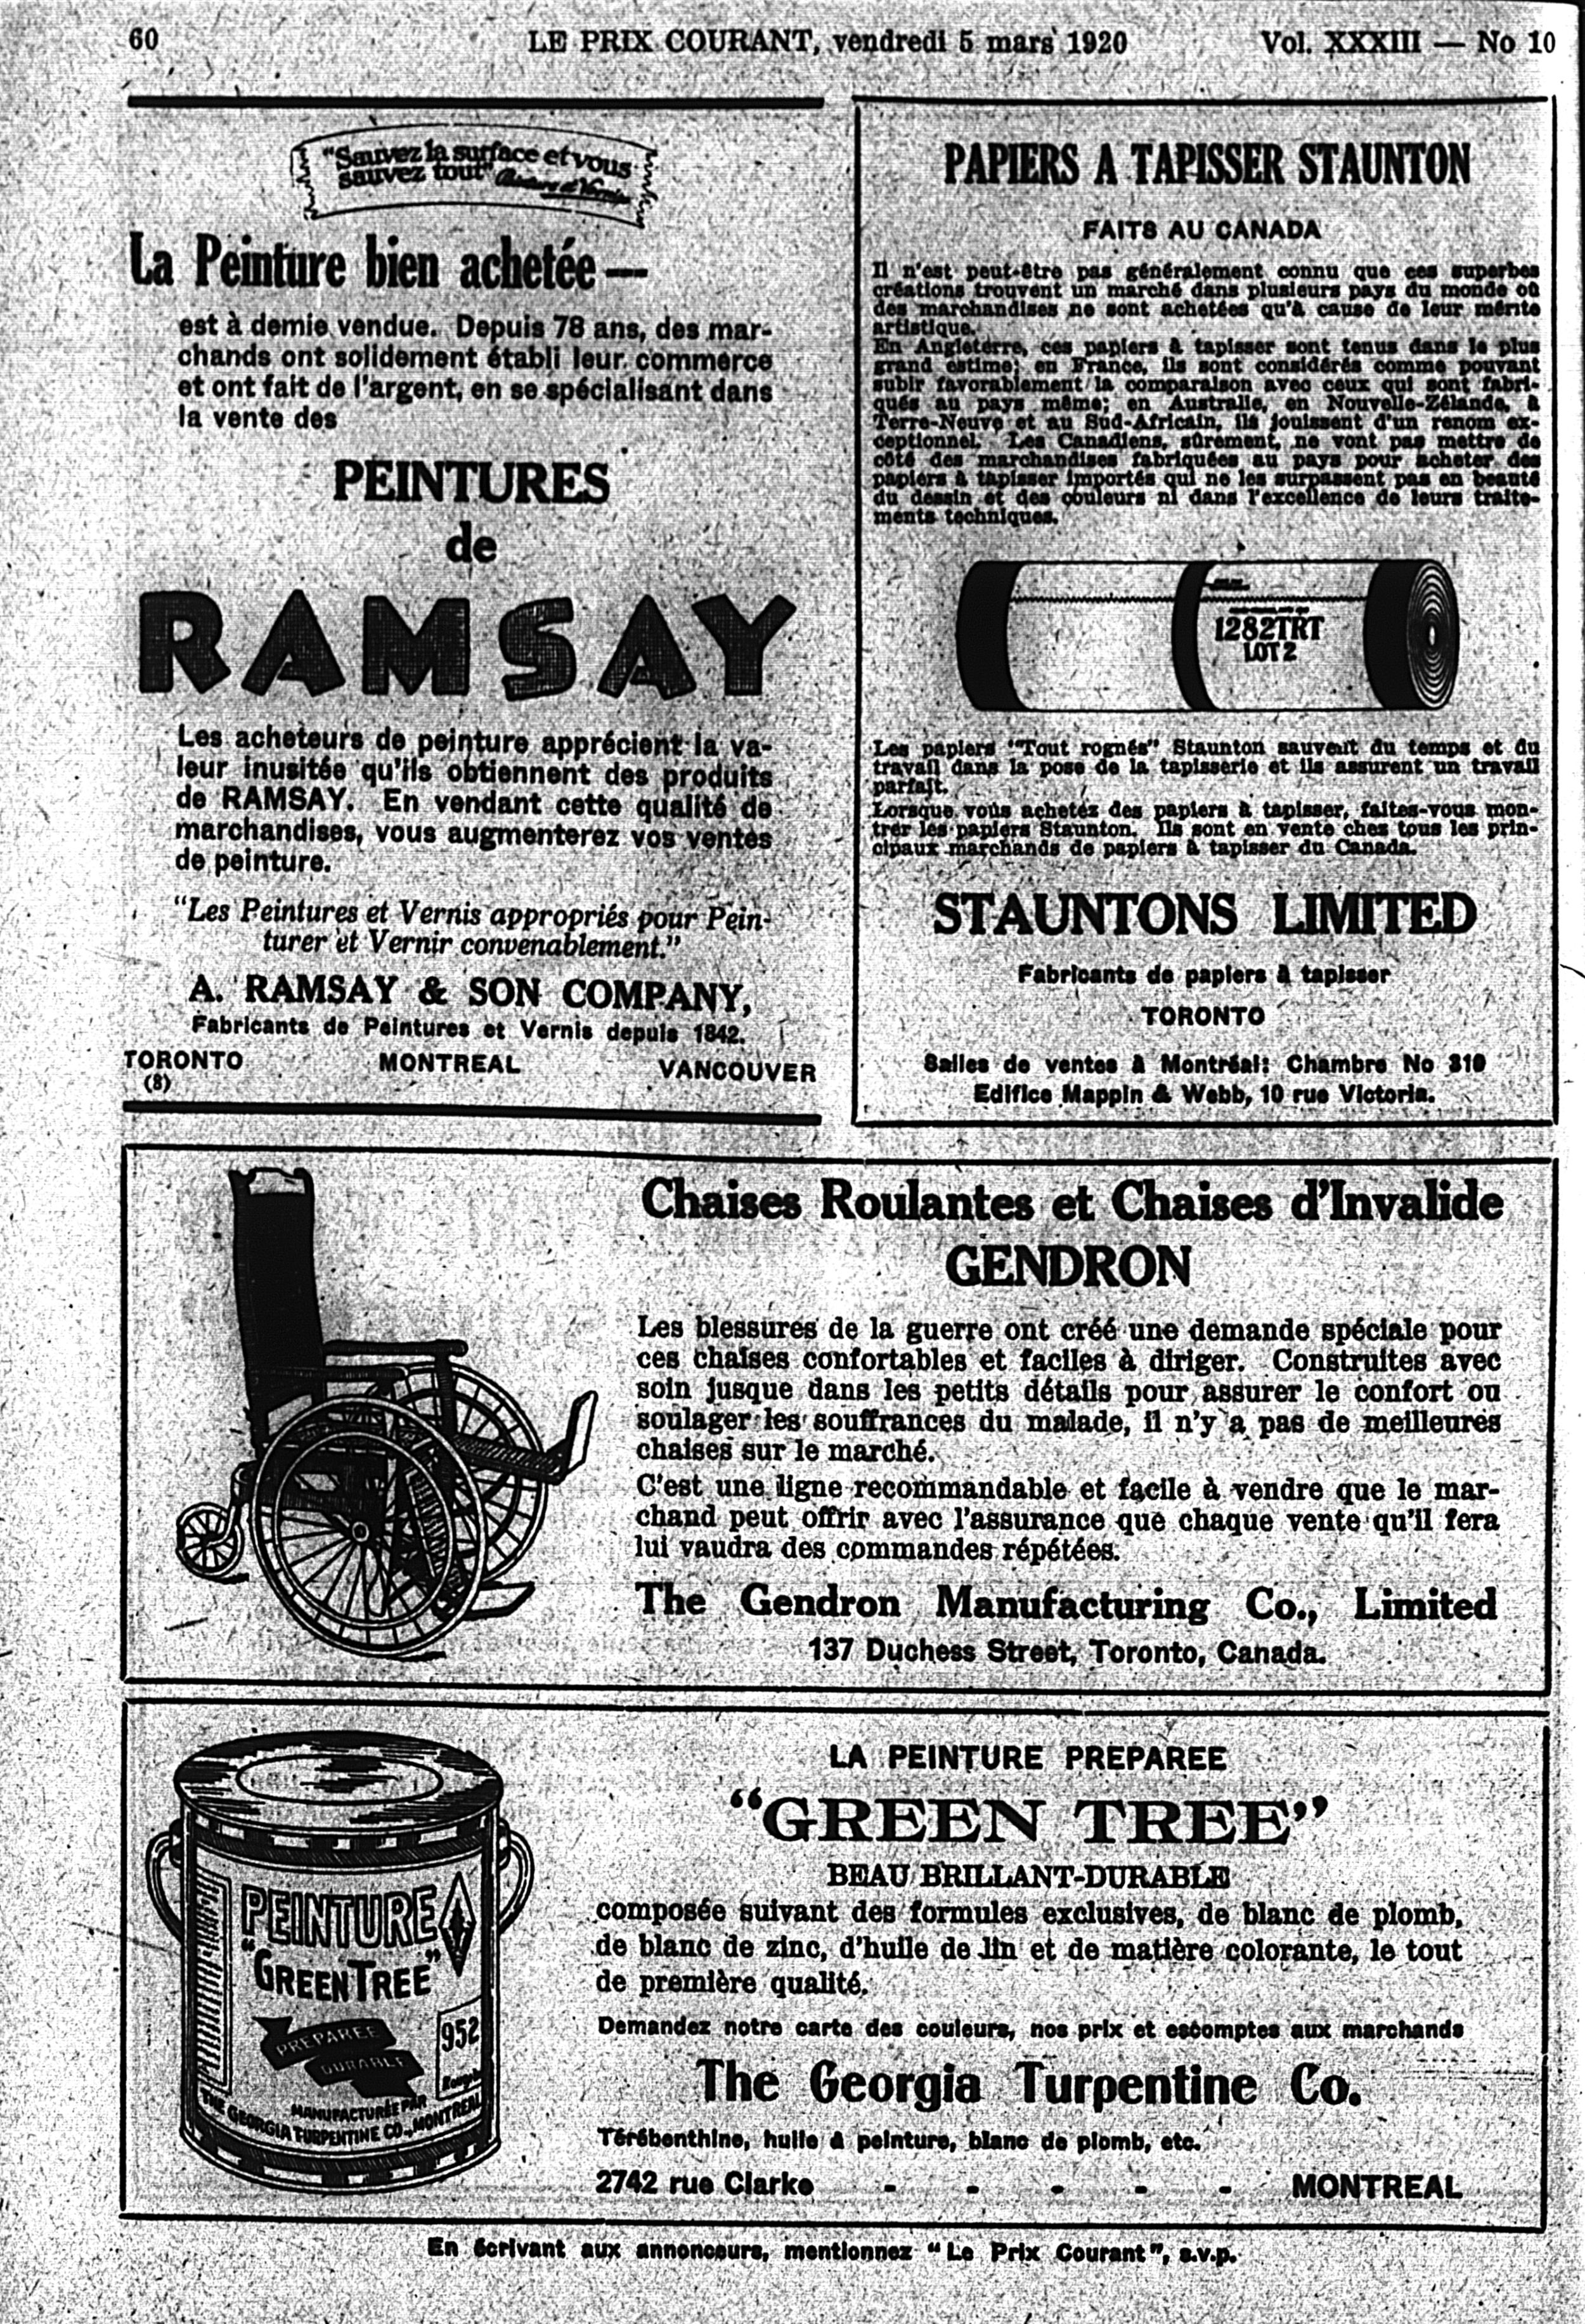 60
LE PRIX COURANT, vendredi 5 mars 1920
Vol. XXXIII — No 10
"Sauvez la surface et vous
sauvez tout" Peinture et Vernis
La Peinture bien achetée —
est à demie vendue. Depuis 78 ans, des mar-
chands ont solidement établi leur commerce
et ont fait de l'argent, en se spécialisant dans
la vente des
PEINTURES
de
RAMSAY
Les acheteurs de peinture apprécient la va-
leur inusitée qu'ils obtiennent des produits
de RAMSAY. En vendant cette qualité de
marchandises, vous augmenterez vos ventes
de peinture.
"Les Peintures et Vernis appropriés pour Pein-
turer et Vernir convenablement."
A. RAMSAY & SON COMPANY,
Fabricants de Peintures et Vernis depuis 1842.
TORONTO MONTREAL VANCOUVER
(8)
PAPIERS A TAPISSER STAUNTON
FAITS AU CANADA
Il n'est peut-être pas généralement connu que ces superbes
créations trouvent un marché dans plusieurs pays du monde où
des marchandises ne sont achetées qu'à cause de leur mérite
artistique.
En Angleterre, ces papiers à tapisser sont tenus dans le plus
grand estime; en France, ils sont considérés comme pouvant
subir favorablement la comparaison avec ceux qui sont fabri-
qués au pays même; en Australie, en Nouvelle-Zélande, à
Terre-Neuve et au Sud-Africain, ils jouissent d'un renom ex-
ceptionnel. Les Canadiens, sûrement, ne vont pas mettre de
côté des marchandises fabriquées au pays pour acheter des
papiers à tapisser importés qui ne les surpassent pas en beauté
du dessin et des couleurs ni dans l'excellence de leurs traite-
ments techniques.
1282TRT
LOT 2
Les papiers "Tout rognés" Staunton sauvent du temps et du
travail dans la pose de la tapisserie et ils assurent un travail
parfait.
Lorsque vous achetez des papiers à tapisser, faites-vous mon-
trer les papiers Staunton. Ils sont en vente chez tous les prin-
cipaux marchands de papiers à tapisser du Canada.
STAUNTONS LIMITED
Fabricants de papiers à tapisser
TORONTO
Salles de ventes à Montréal: Chambre No 310
Edifice Mappin & Webb, 10 rue Victoria.
Chaises Roulantes et Chaises d'Invalide
GENDRON
Les blessures de la guerre ont créé une demande spéciale pour
ces chaises confortables et faciles à diriger. Construites avec
soin jusque dans les petits détails pour assurer le confort ou
soulager les souffrances du malade, il n'y a pas de meilleures
chaises sur le marché.
C'est une ligne recommandable et facile à vendre que le mar-
chand peut offrir avec l'assurance que chaque vente qu'il fera
lui vaudra des commandes répétées.
The Gendron Manufacturing Co., Limited
137 Duchess Street, Toronto, Canada.
PEINTURE
"GREEN TREE"
PREPAREE
DURABLE
952
MANUFACTURÉE PAR
THE GEORGIA TURPENTINE CO., MONTREAL
LA PEINTURE PREPAREE
"GREEN TREE"
BEAU BRILLANT-DURABLE
composée suivant des formules exclusives, de blanc de plomb,
de blanc de zinc, d'huile de lin et de matière colorante, le tout
de première qualité.
Demandez notre carte des couleurs, nos prix et escomptes aux marchands
The Georgia Turpentine Co.
Térébenthine, huile à peinture, blanc de plomb, etc.
2742 rue Clarke - - - - - MONTREAL
En écrivant aux annonceurs, mentionnez "Le Prix Courant", s.v.p.